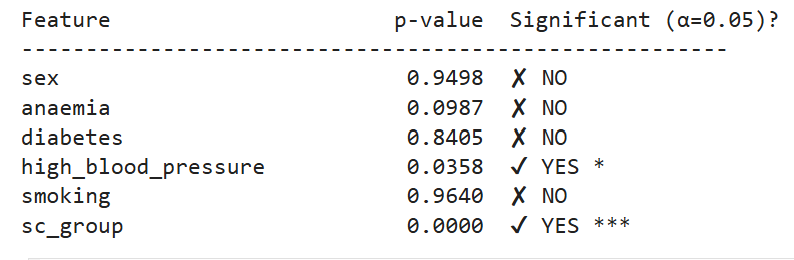 Feature p-value Significant (α=0.05)?
-------------------------------------------------------
sex 0.9498 ✗ NO
anaemia 0.0987 ✗ NO
diabetes 0.8405 ✗ NO
high_blood_pressure 0.0358 ✓ YES *
smoking 0.9640 ✗ NO
sc_group 0.0000 ✓ YES ***